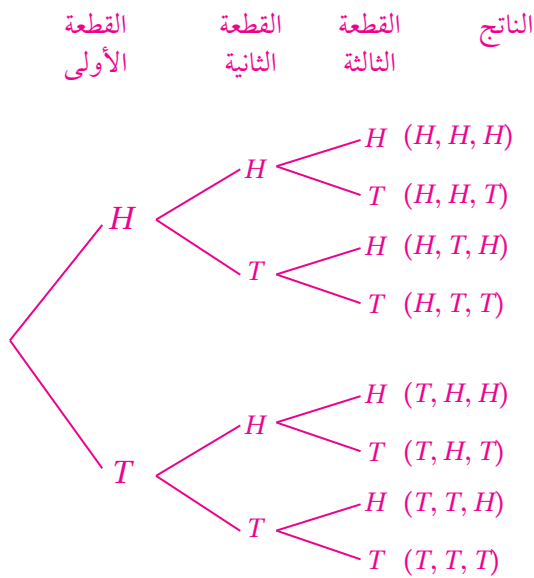 القطعة الأولى
القطعة الثانية
القطعة الثالثة
الناتج
H (H, H, H)
H
T (H, H, T)
H
H (H, T, H)
T
T (H, T, T)
H (T, H, H)
H
T (T, H, T)
T
H (T, T, H)
T
T (T, T, T)